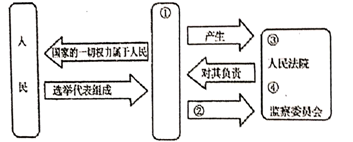 人民
国家的一切权力属于人民
选举代表组成
①
产生
对其负责
②
③
人民法院
④
监察委员会